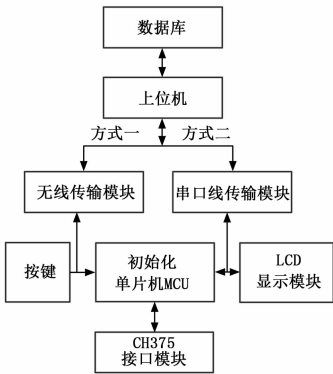 数据库
上位机
方式一
方式二
无线传输模块
串口线传输模块
按键
初始化
单片机MCU
LCD
显示模块
CH375
接口模块